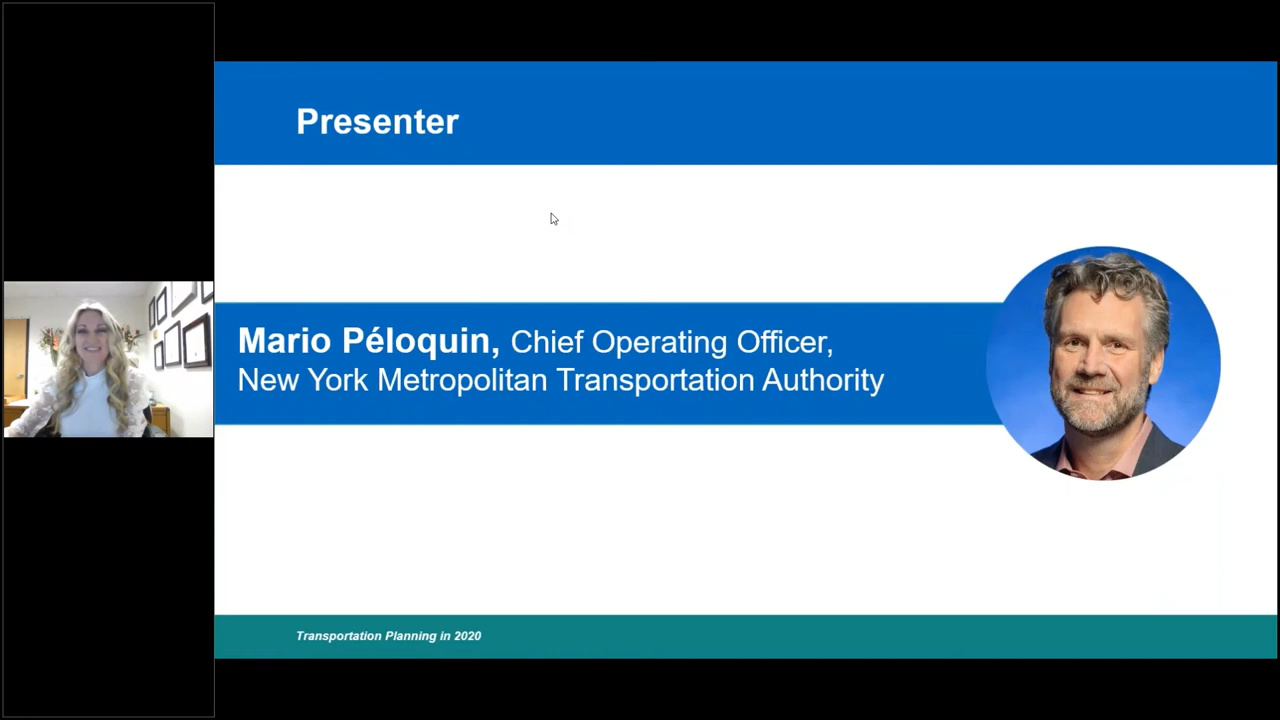 Presenter
Mario Péloquin, Chief Operating Officer,
New York Metropolitan Transportation Authority
Transportation Planning in 2020